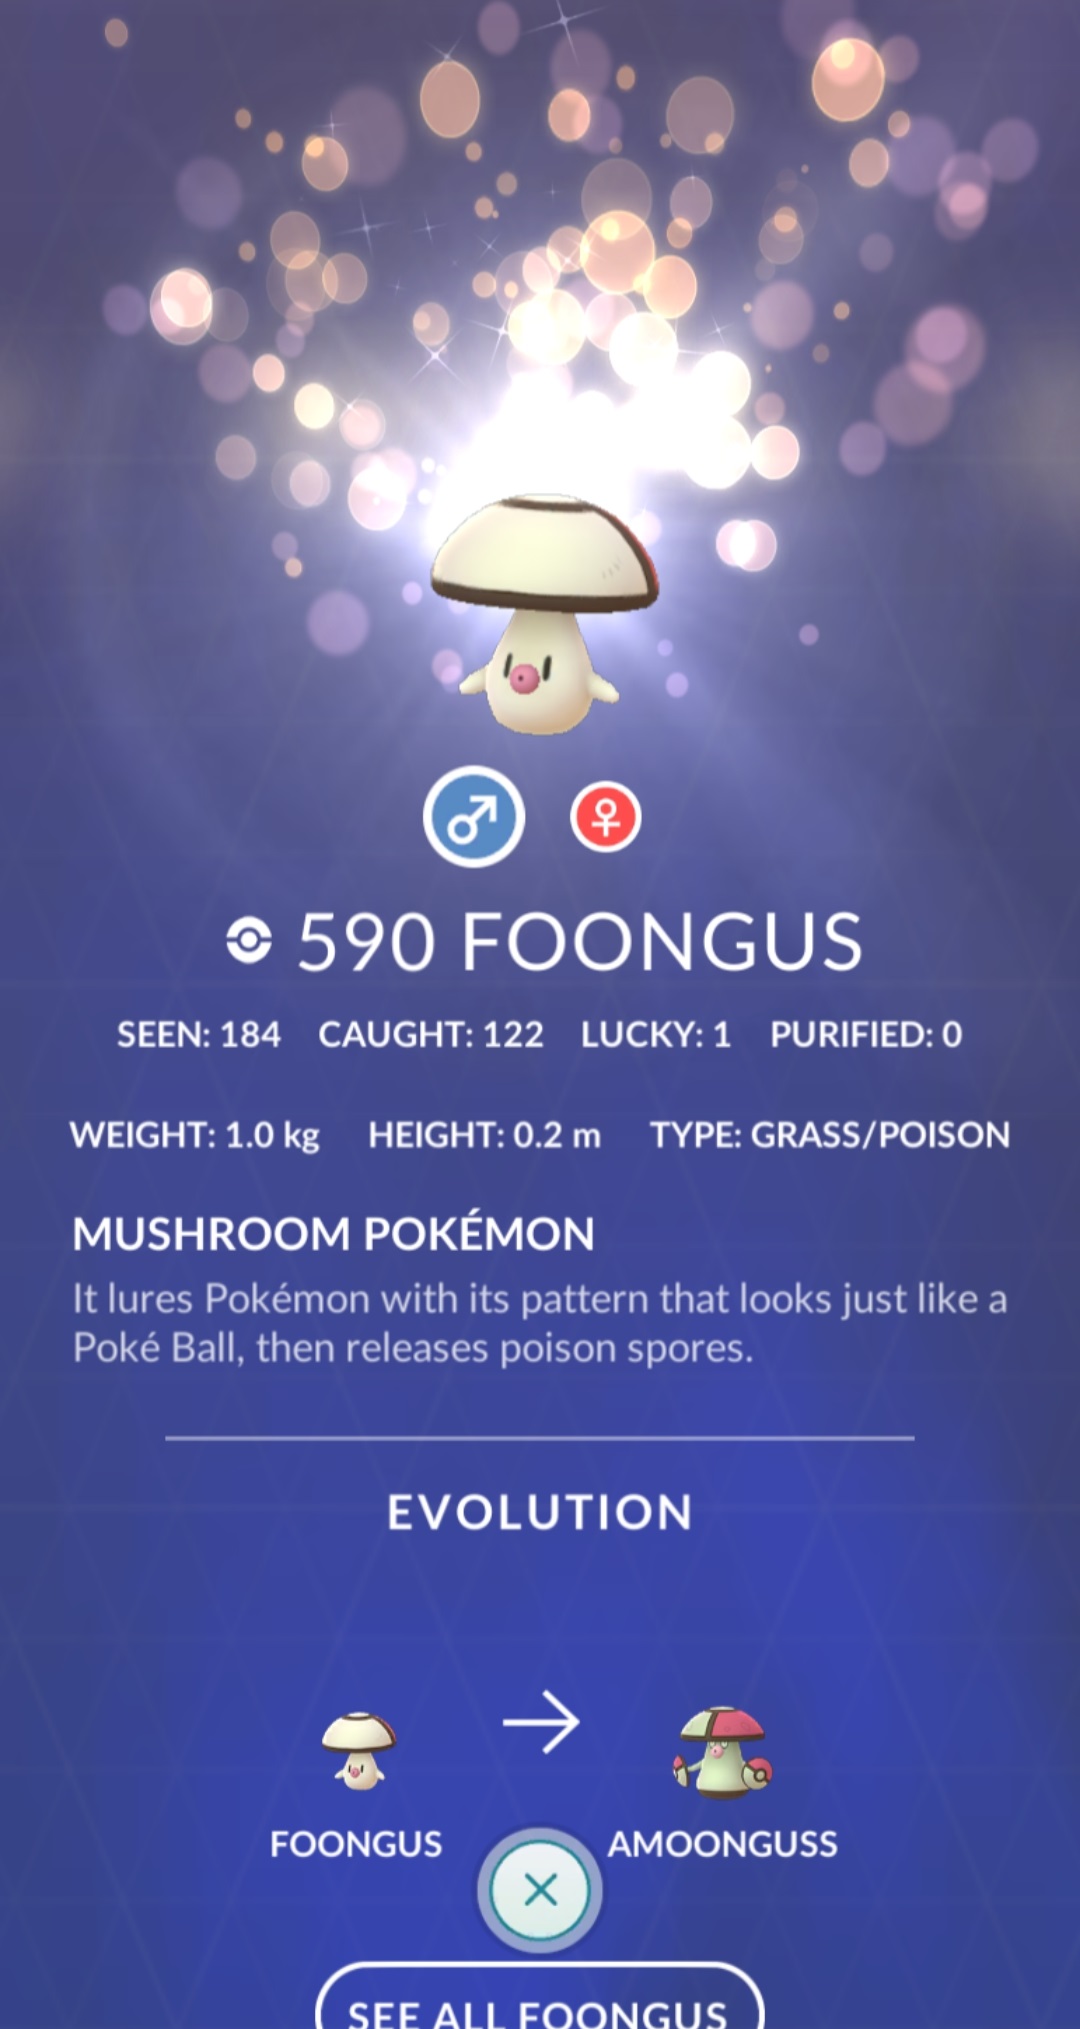 590 FOONGUS
SEEN: 184 CAUGHT: 122 LUCKY: 1 PURIFIED: 0
WEIGHT: 1.0 kg HEIGHT: 0.2 m TYPE: GRASS/POISON
MUSHROOM POKÉMON
It lures Pokémon with its pattern that looks just like a
Poké Ball, then releases poison spores.
EVOLUTION
FOONGUS AMOONGUSS
SEE ALL FOONGUS